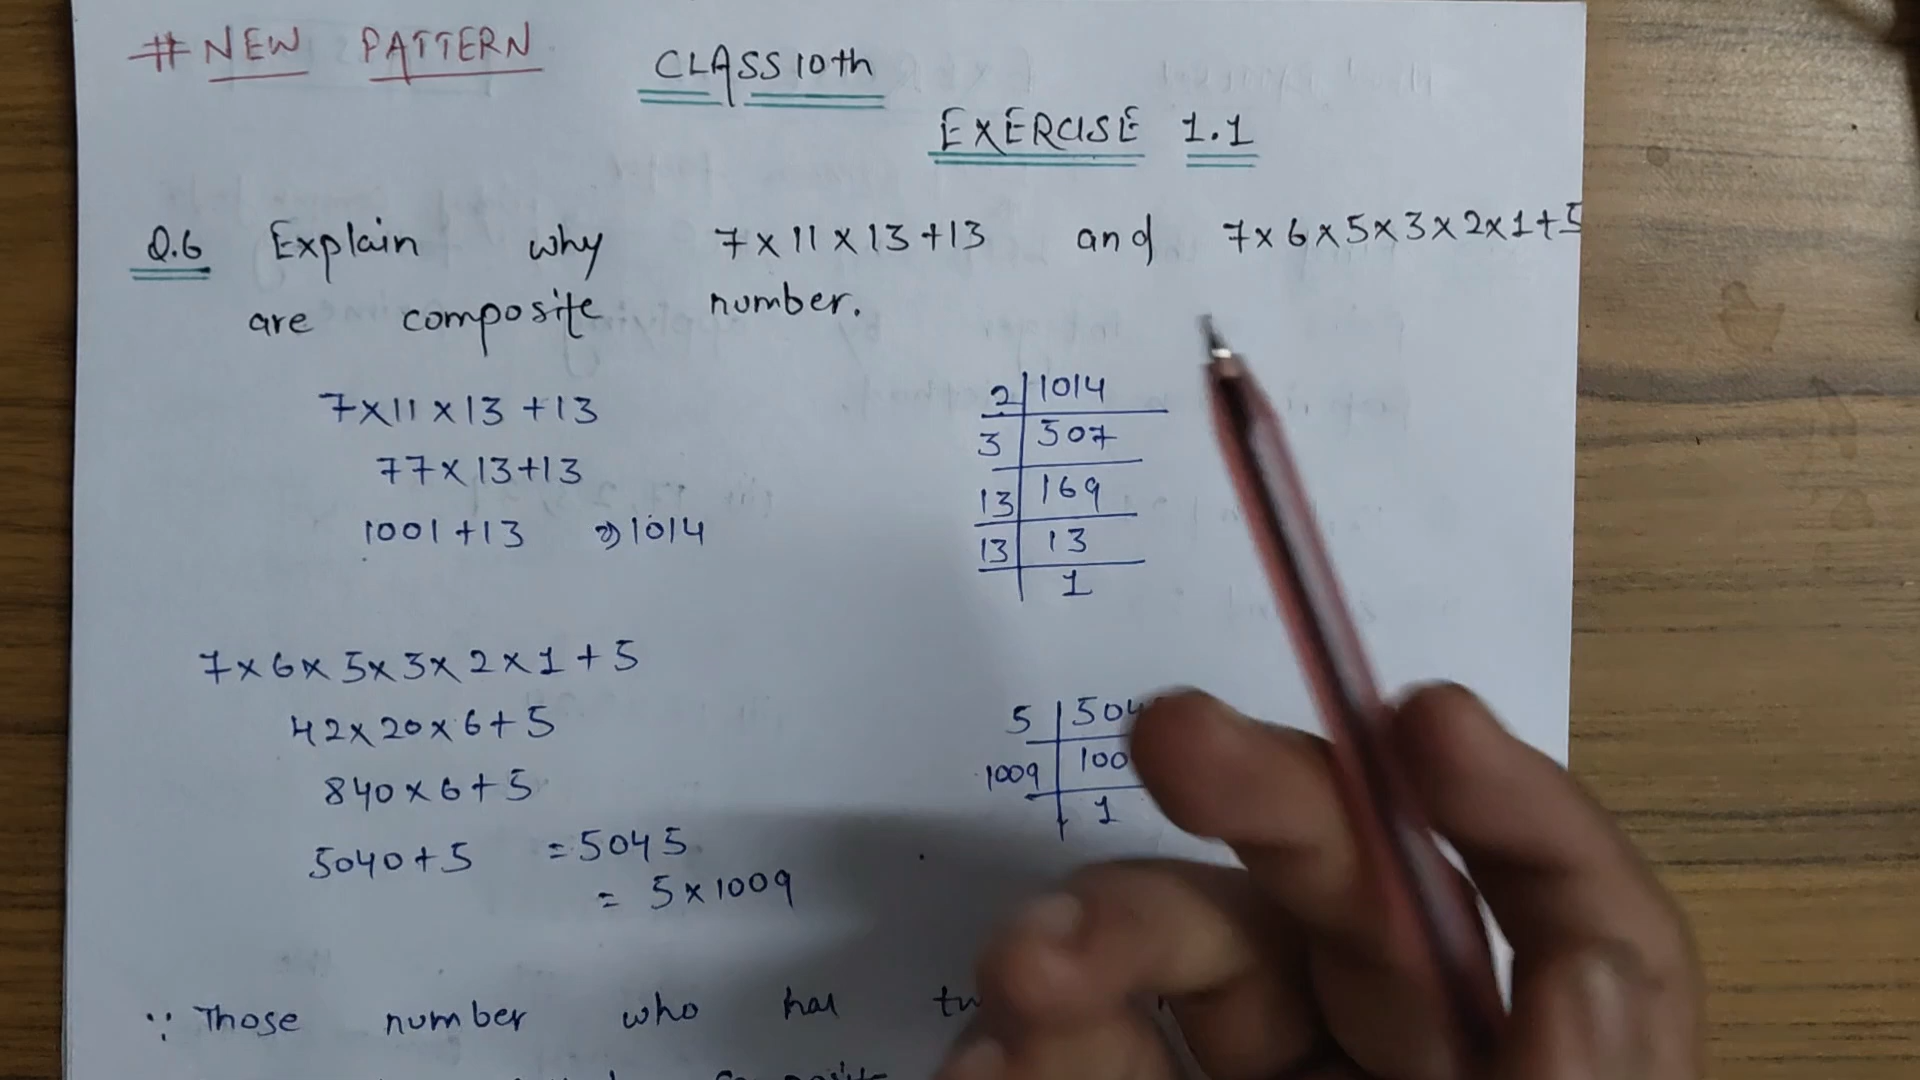 # NEW PATTERN
CLASS 10th
EXERCISE 1.1
Q.6 Explain why 7×11×13+13 and 7×6×5×3×2×1+5
are composite number.
7×11×13+13
77×13+13
1001+13 ⇒1014
2|1014
3|507
13|169
13|13
1
7×6×5×3×2×1+5
42×20×6+5
840×6+5
5040+5 =5045
= 5×1009
5|504
1009|100
1
∵ Those number who has